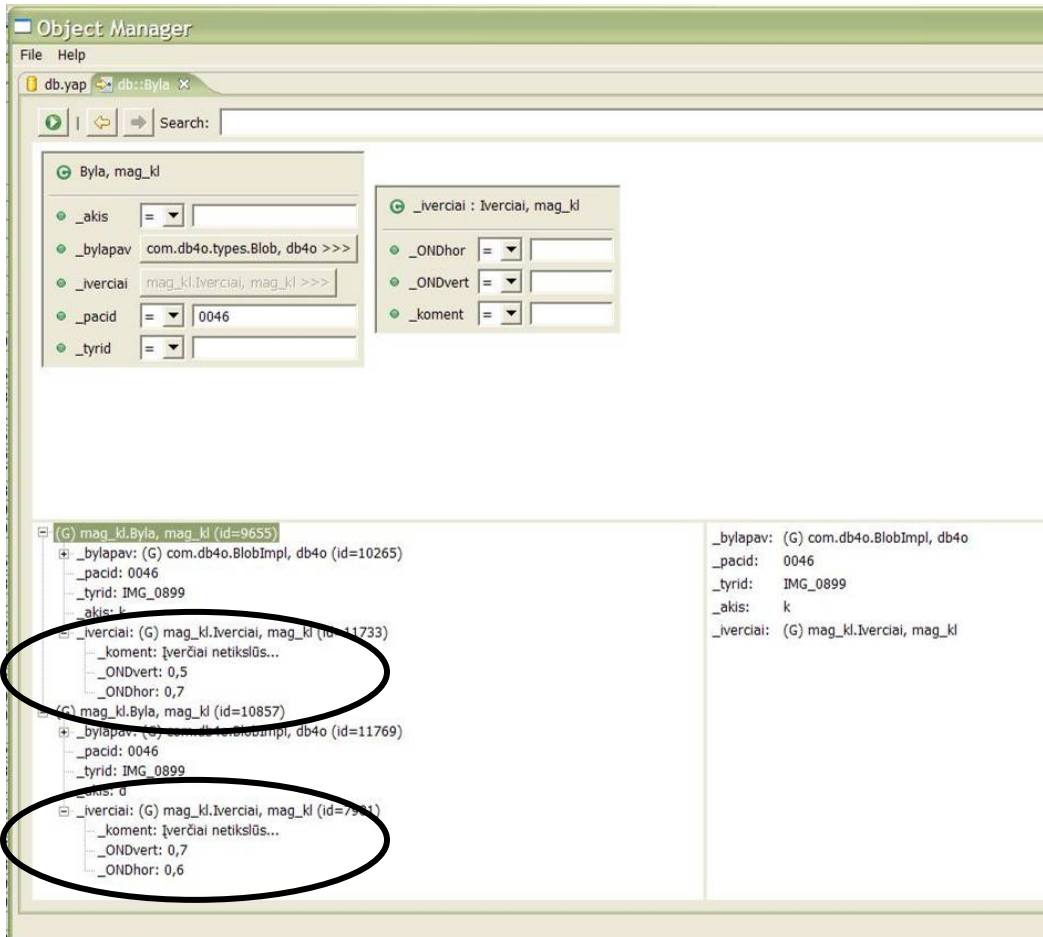 Object Manager
File Help
db.yap db::Byla
Search:
Byla, mag_kl
_akis =
_bylapav com.db4o.types.Blob, db4o >>>
_iverciai mag_kl.Iverciai, mag_kl >>>
_pacid = 0046
_tyrid =
_iverciai : Iverciai, mag_kl
_ONDhor =
_ONDvert =
_koment =
(G) mag_kl.Byla, mag_kl (id=9655)
_bylapav: (G) com.db4o.BlobImpl, db4o (id=10265)
_pacid: 0046
_tyrid: IMG_0899
_akis: k
_iverciai: (G) mag_kl.Iverciai, mag_kl (id=11733)
_koment: Įverčiai netikslūs...
_ONDvert: 0,5
_ONDhor: 0,7
(G) mag_kl.Byla, mag_kl (id=10857)
_bylapav: (G) com.db4o.BlobImpl, db4o (id=11769)
_pacid: 0046
_tyrid: IMG_0899
_akis: d
_iverciai: (G) mag_kl.Iverciai, mag_kl
_koment: Įverčiai netikslūs...
_ONDvert: 0,7
_ONDhor: 0,6
_bylapav: (G) com.db4o.BlobImpl, db4o
_pacid: 0046
_tyrid: IMG_0899
_akis: k
_iverciai: (G) mag_kl.Iverciai, mag_kl